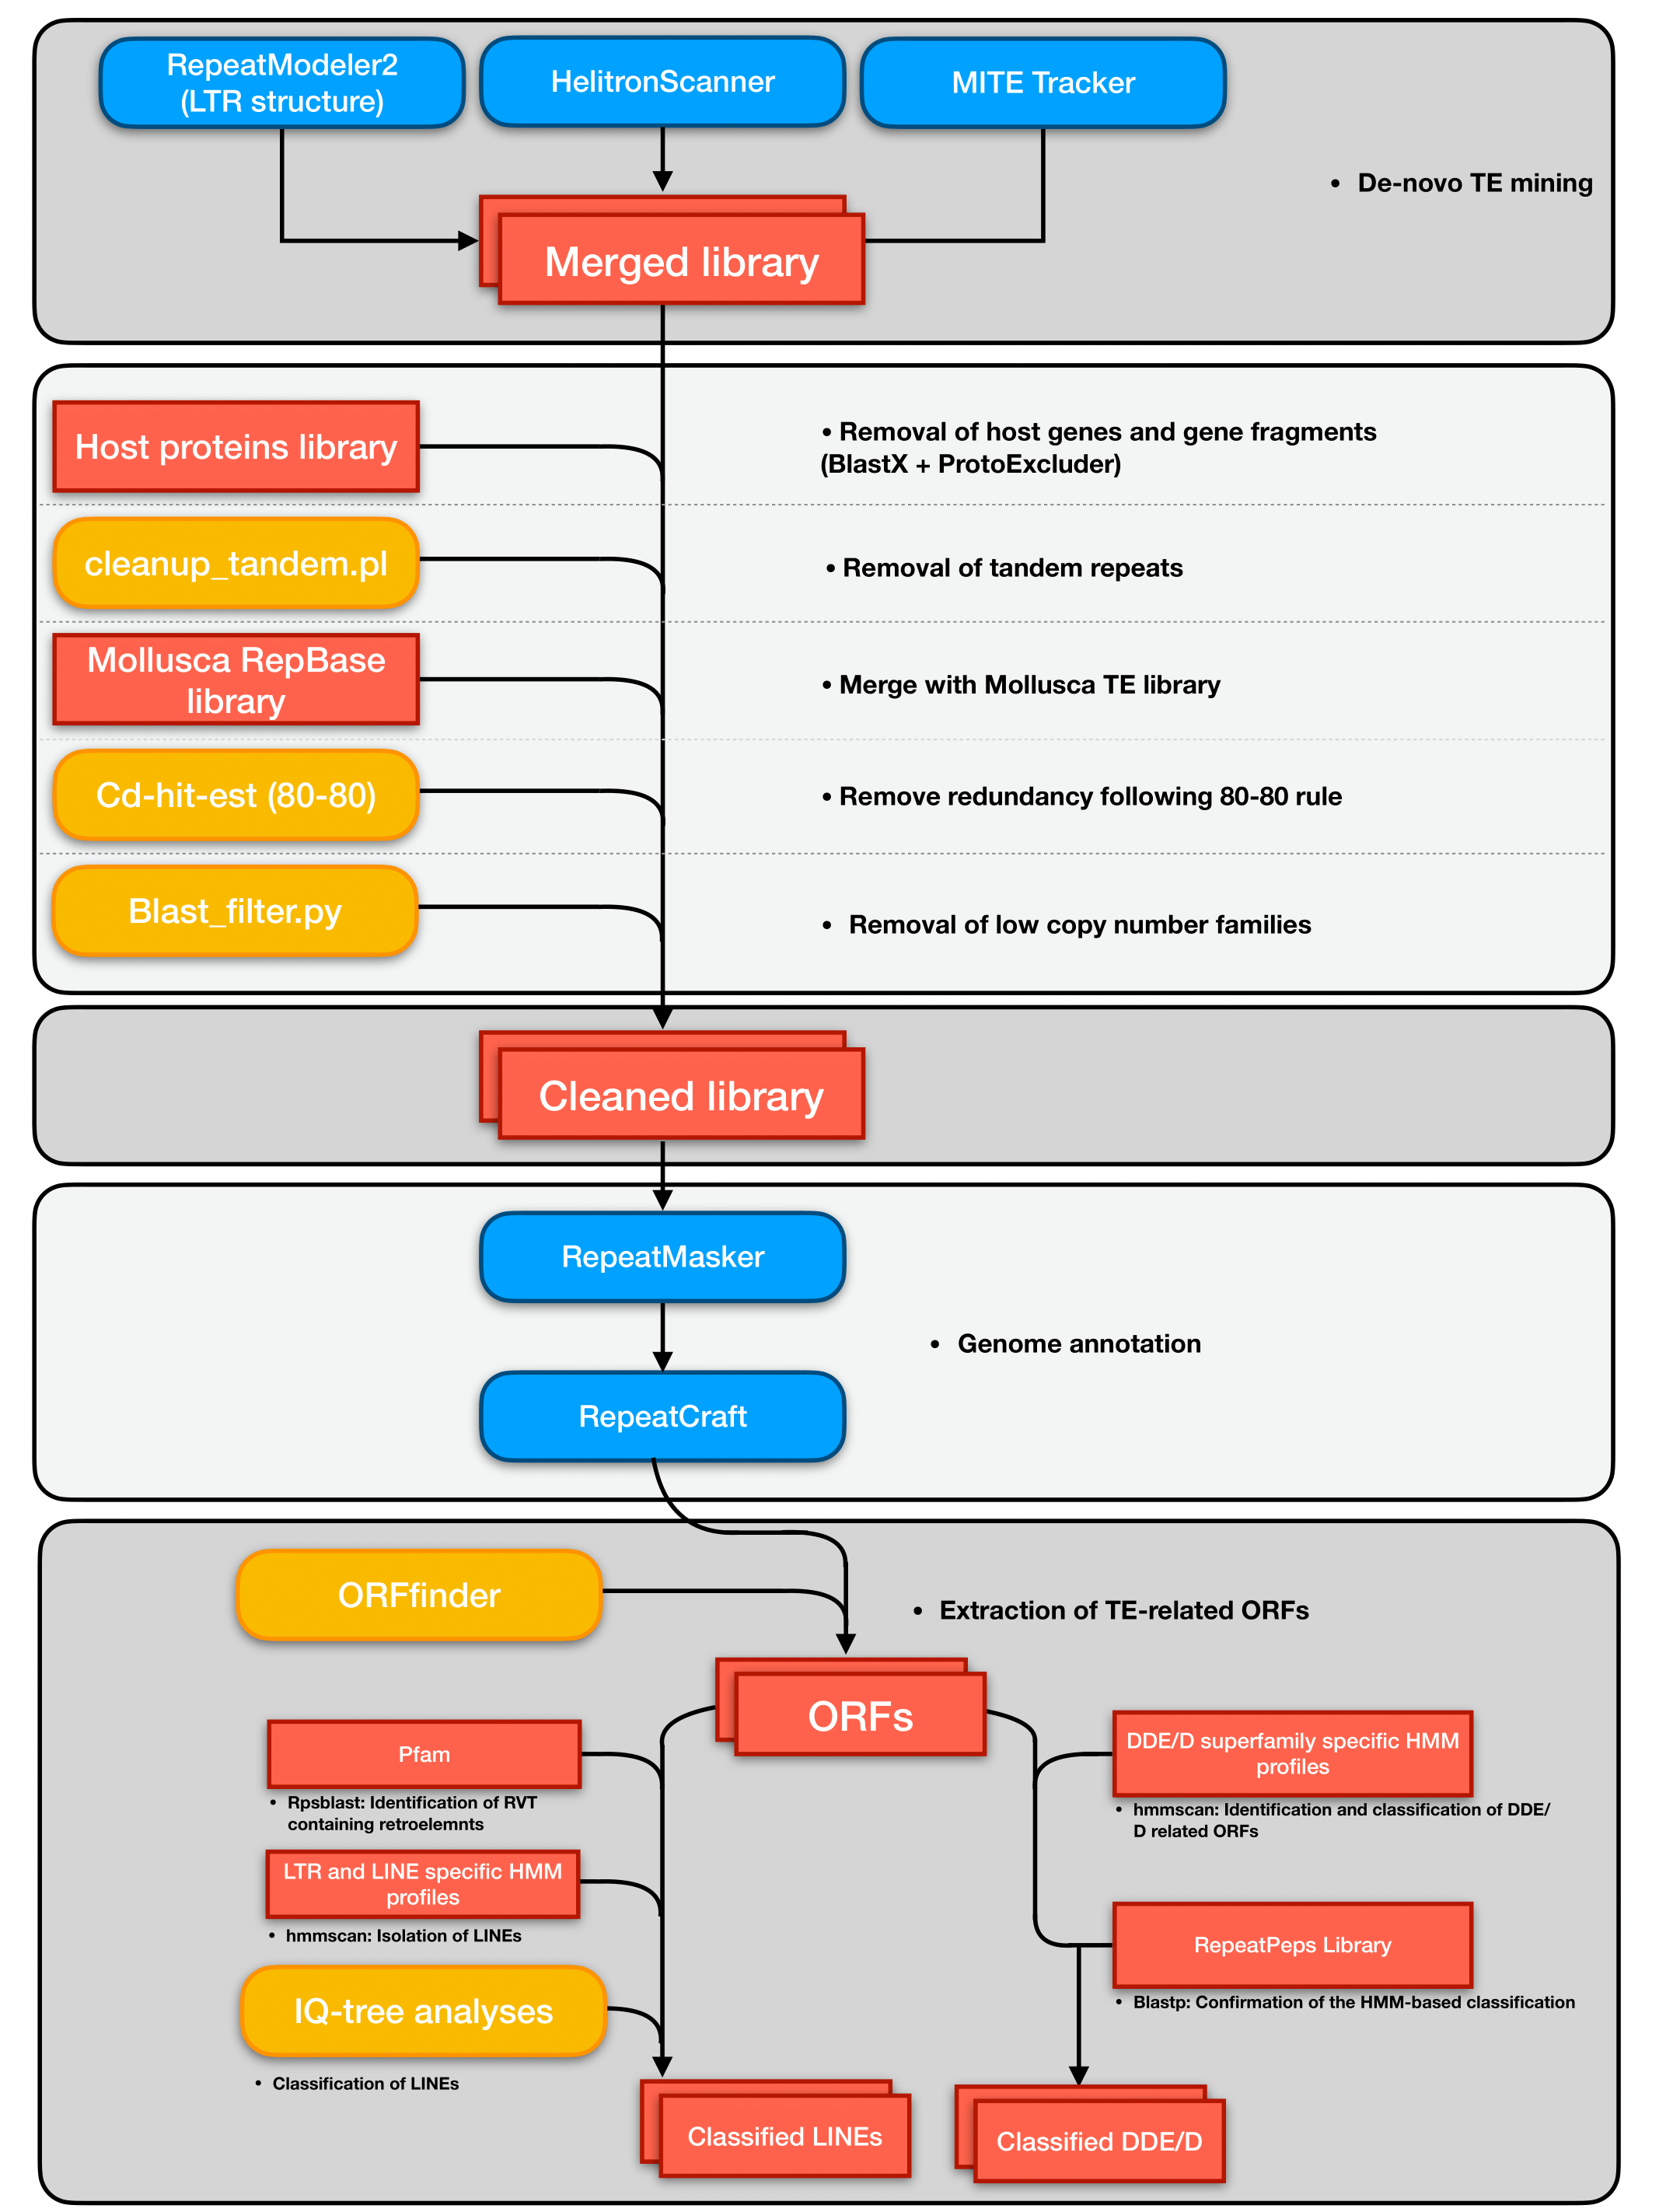 RepeatModeler2
(LTR structure)
HelitronScanner
MITE Tracker
• De-novo TE mining
Merged library
Host proteins library
• Removal of host genes and gene fragments
(BlastX + ProtoExcluder)
cleanup_tandem.pl
• Removal of tandem repeats
Mollusca RepBase
library
• Merge with Mollusca TE library
Cd-hit-est (80-80)
• Remove redundancy following 80-80 rule
Blast_filter.py
• Removal of low copy number families
Cleaned library
RepeatMasker
• Genome annotation
RepeatCraft
ORFfinder
• Extraction of TE-related ORFs
ORFs
Pfam
• Rpsblast: Identification of RVT
containing retroelemnts
LTR and LINE specific HMM
profiles
• hmmscan: Isolation of LINEs
IQ-tree analyses
• Classification of LINEs
DDE/D superfamily specific HMM
profiles
• hmmscan: Identification and classification of DDE/
D related ORFs
RepeatPeps Library
• Blastp: Confirmation of the HMM-based classification
Classified LINEs
Classified DDE/D